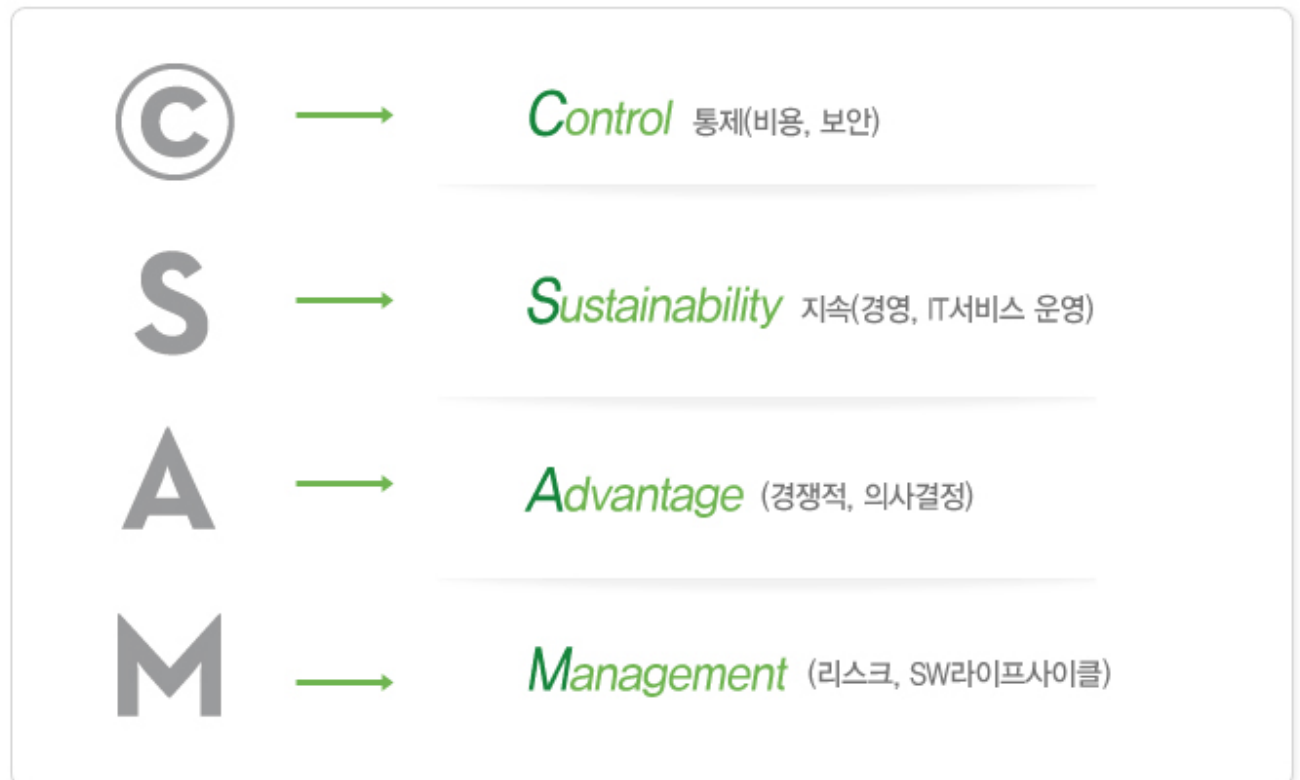 © Control 통제(비용, 보안)
S Sustainability 지속(경영, IT서비스 운영)
A Advantage (경쟁적, 의사결정)
M Management (리스크, SW라이프사이클)